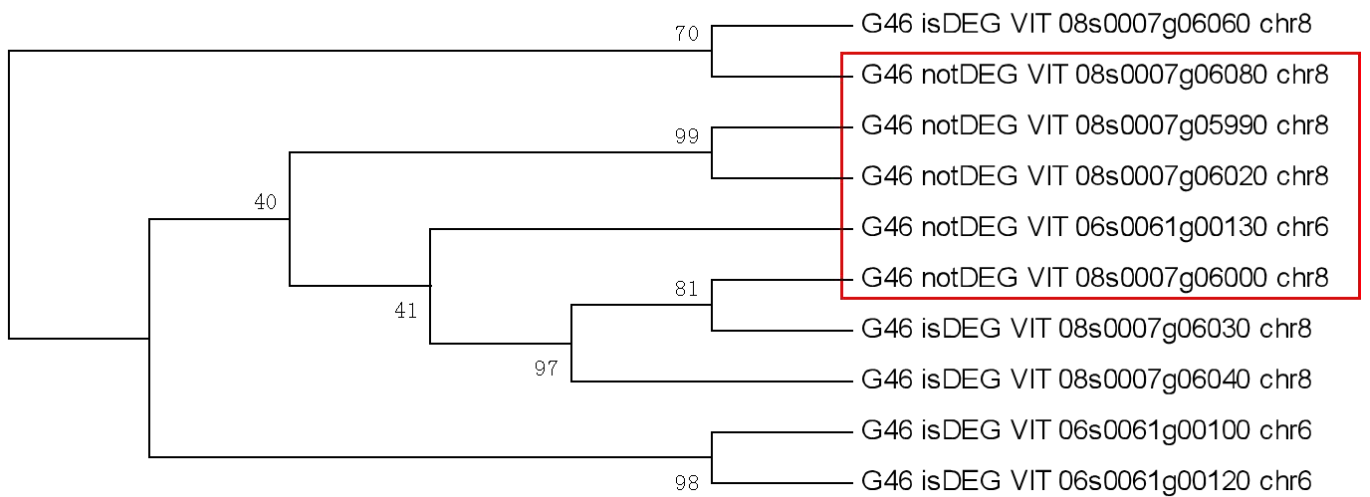 70
G46 isDEG VIT 08s0007g06060 chr8
G46 notDEG VIT 08s0007g06080 chr8
99
G46 notDEG VIT 08s0007g05990 chr8
G46 notDEG VIT 08s0007g06020 chr8
40
G46 notDEG VIT 06s0061g00130 chr6
41
81
G46 notDEG VIT 08s0007g06000 chr8
G46 isDEG VIT 08s0007g06030 chr8
97
G46 isDEG VIT 08s0007g06040 chr8
G46 isDEG VIT 06s0061g00100 chr6
98
G46 isDEG VIT 06s0061g00120 chr6